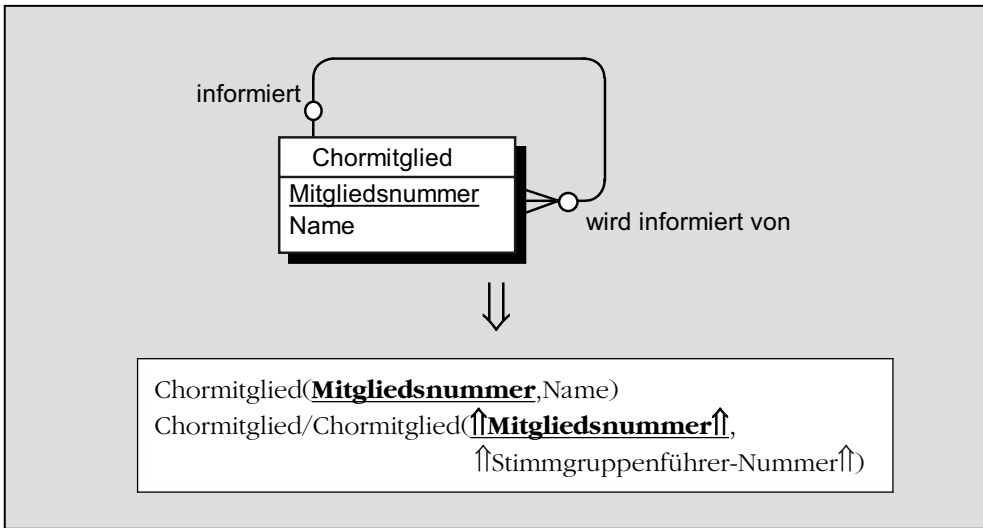 informiert
Chormitglied
Mitgliedsnummer
Name
wird informiert von
⇓
Chormitglied(Mitgliedsnummer,Name)
Chormitglied/Chormitglied(⇑Mitgliedsnummer⇑,
⇑Stimmgruppenführer-Nummer⇑)